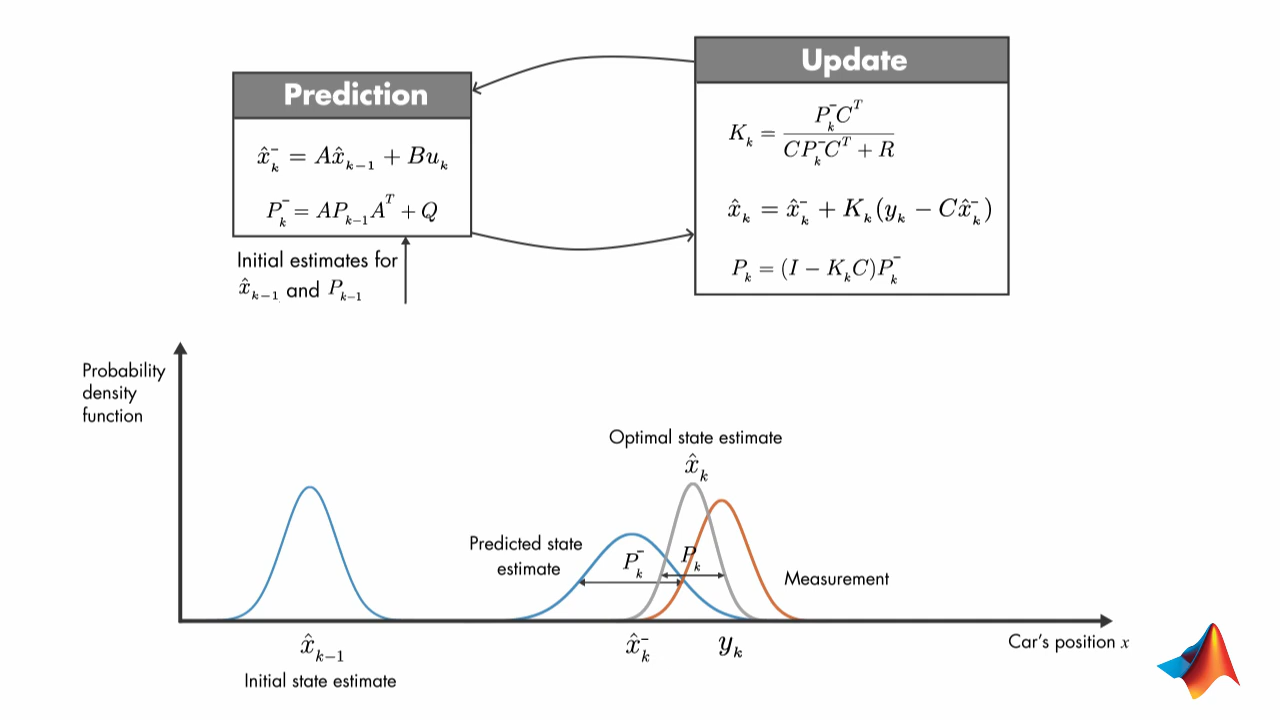 Prediction
x̂ₖ⁻ = Ax̂ₖ₋₁ + Buₖ
Pₖ⁻ = APₖ₋₁Aᵀ + Q
Initial estimates for
x̂ₖ₋₁ and Pₖ₋₁
Update
Kₖ = Pₖ⁻Cᵀ / (CPₖ⁻Cᵀ + R)
x̂ₖ = x̂ₖ⁻ + Kₖ(yₖ − Cx̂ₖ⁻)
Pₖ = (I − KₖC)Pₖ⁻
Probability
density
function
Optimal state estimate
x̂ₖ
Predicted state
estimate
Pₖ⁻
Pₖ
Measurement
x̂ₖ₋₁
Initial state estimate
x̂ₖ⁻
yₖ
Car's position x